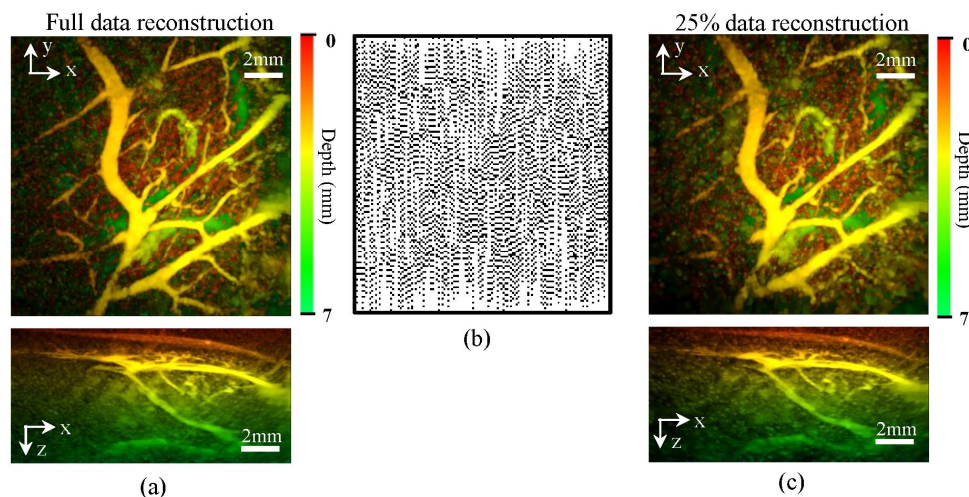 Full data reconstruction
25% data reconstruction
y
x
2mm
0
Depth (mm)
7
(b)
y
x
2mm
0
Depth (mm)
7
x
z
2mm
(a)
x
z
2mm
(c)